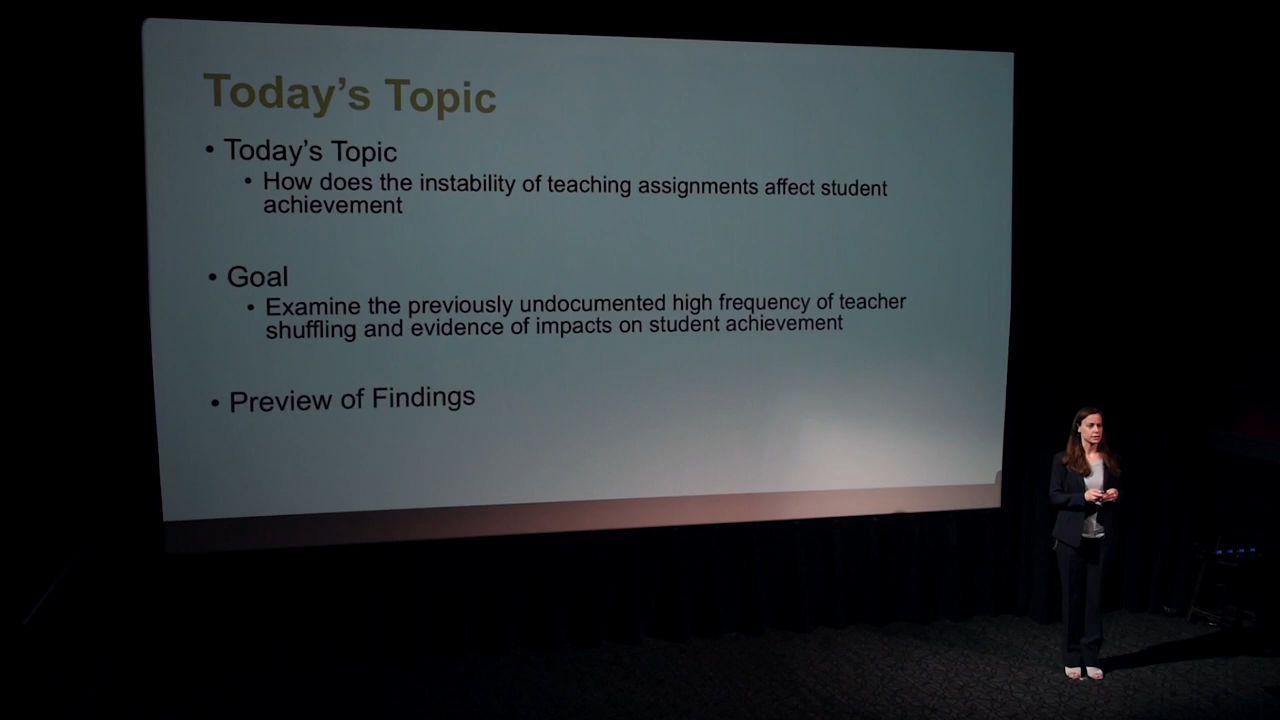 Today's Topic
• Today's Topic
• How does the instability of teaching assignments affect student
achievement
• Goal
• Examine the previously undocumented high frequency of teacher
shuffling and evidence of impacts on student achievement
• Preview of Findings